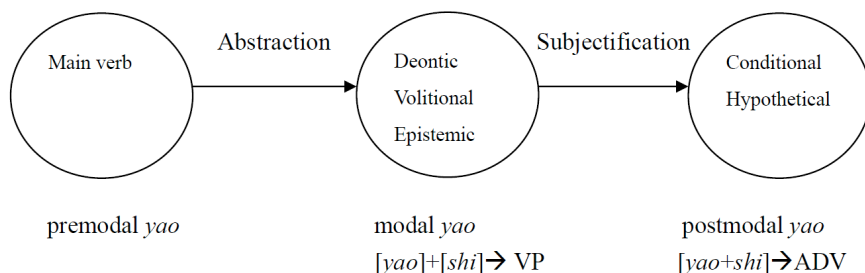 Abstraction
Subjectification
Main verb
Deontic
Volitional
Epistemic
Conditional
Hypothetical
premodal yao
modal yao
[yao]+[shi]→ VP
postmodal yao
[yao+shi]→ADV